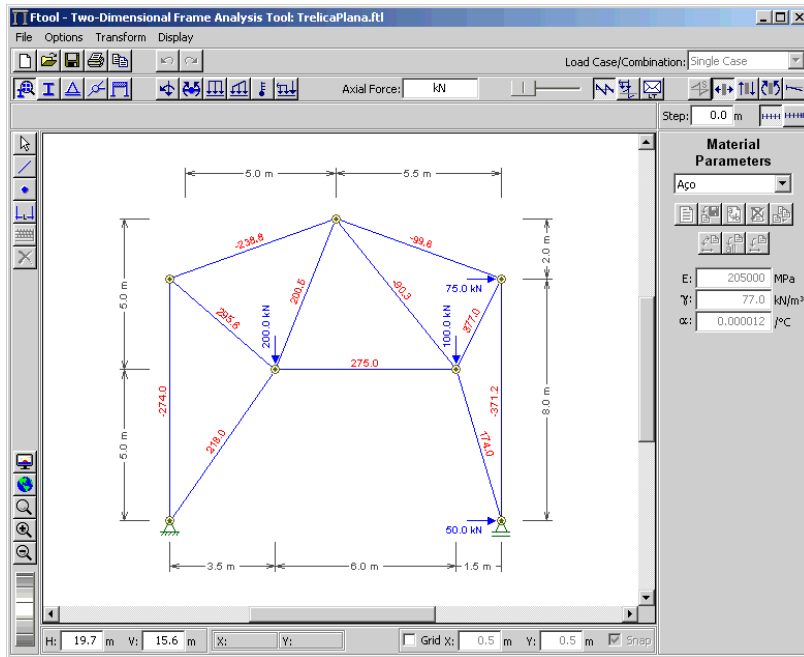 Ftool - Two-Dimensional Frame Analysis Tool: TrelicaPlana.ftl
File Options Transform Display
Load Case/Combination: Single Case
Axial Force: kN
Step: 0.0 m
Material
Parameters
Aço
E: 205000 MPa
γ: 77.0 kN/m³
α: 0.000012 /°C
5.0 m 5.5 m
-238.8 -99.6
5.0 m 2.0 m
200.5 -90.3
75.0 kN
295.6 200.0 kN 100.0 kN 377.0
275.0
-274.0 -371.2
5.0 m 8.0 m
218.0 174.0
50.0 kN
3.5 m 6.0 m 1.5 m
H: 19.7 m V: 15.6 m X: Y: Grid X: 0.5 m Y: 0.5 m Snap